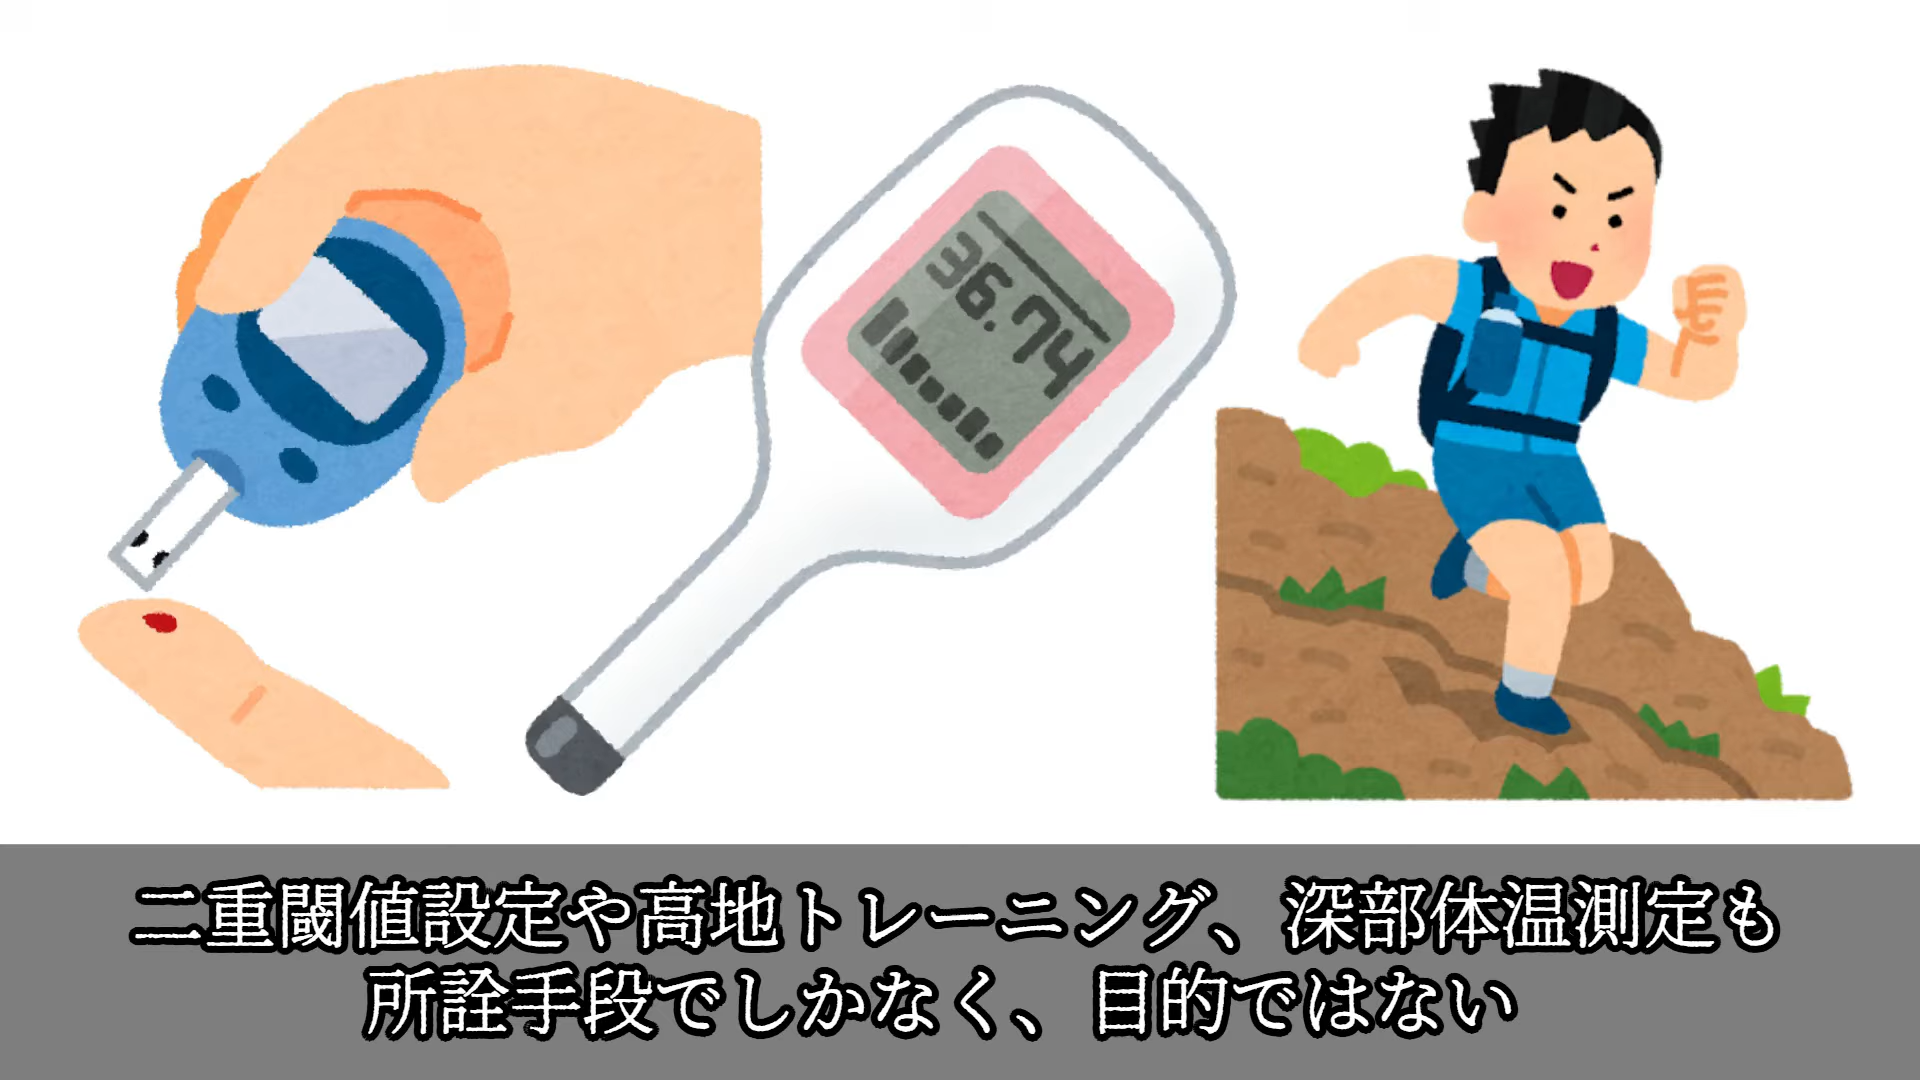 36.74
二重閾値設定や高地トレーニング、深部体温測定も
所詮手段でしかなく、目的ではない